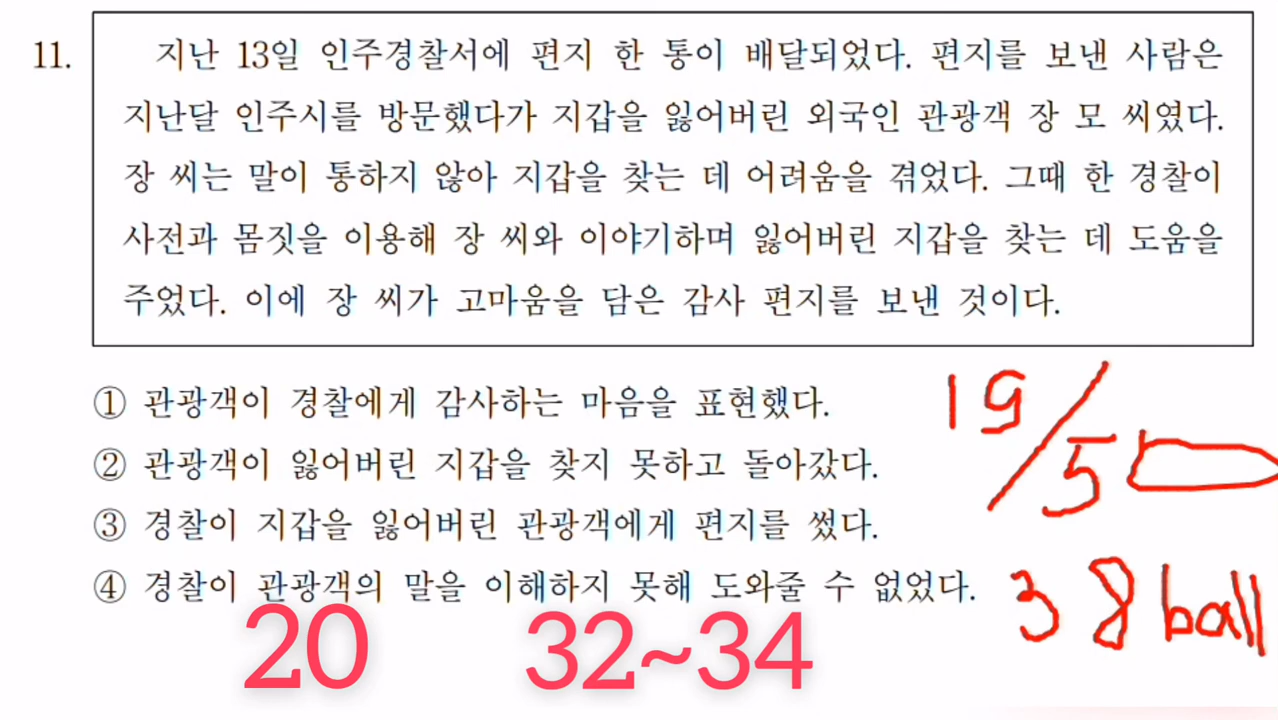 11. 지난 13일 인주경찰서에 편지 한 통이 배달되었다. 편지를 보낸 사람은
지난달 인주시를 방문했다가 지갑을 잃어버린 외국인 관광객 장 모 씨였다.
장 씨는 말이 통하지 않아 지갑을 찾는 데 어려움을 겪었다. 그때 한 경찰이
사전과 몸짓을 이용해 장 씨와 이야기하며 잃어버린 지갑을 찾는 데 도움을
주었다. 이에 장 씨가 고마움을 담은 감사 편지를 보낸 것이다.
① 관광객이 경찰에게 감사하는 마음을 표현했다.
② 관광객이 잃어버린 지갑을 찾지 못하고 돌아갔다.
③ 경찰이 지갑을 잃어버린 관광객에게 편지를 썼다.
④ 경찰이 관광객의 말을 이해하지 못해 도와줄 수 없었다.
19/5
38 ball
20 32~34